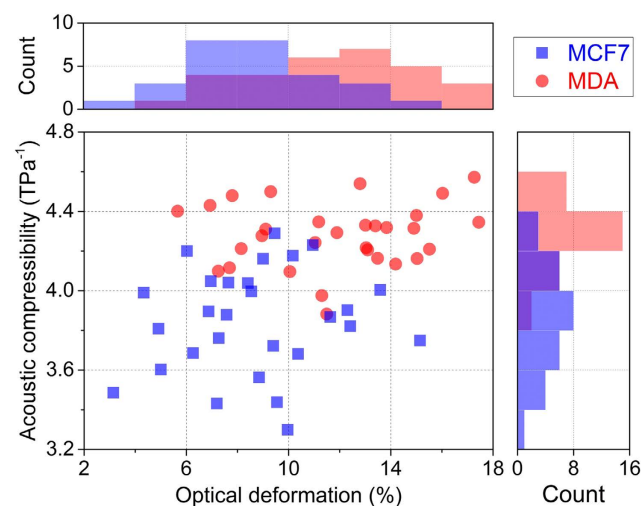 10
5
0
Count
MCF7
MDA
4.8
4.4
4.0
3.6
3.2
Acoustic compressibility (TPa⁻¹)
2 6 10 14 18
Optical deformation (%)
0 8 16
Count